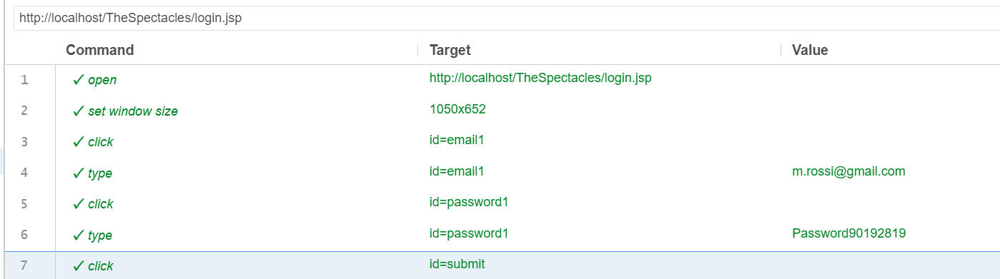 http://localhost/TheSpectacles/login.jsp
Command Target Value
1 ✓ open http://localhost/TheSpectacles/login.jsp
2 ✓ set window size 1050x652
3 ✓ click id=email1
4 ✓ type id=email1 m.rossi@gmail.com
5 ✓ click id=password1
6 ✓ type id=password1 Password90192819
7 ✓ click id=submit